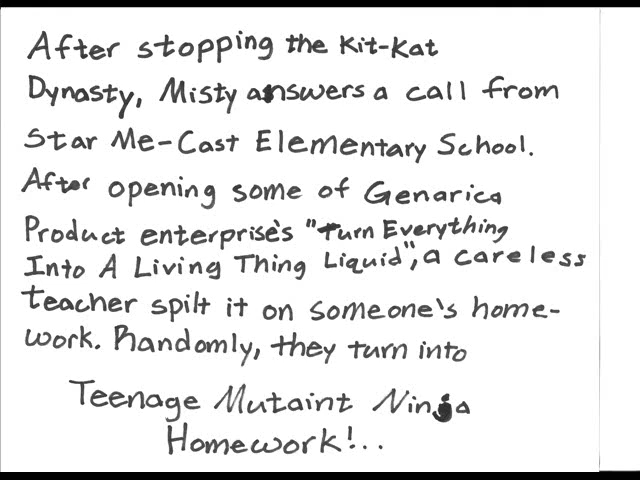 After stopping the Kit-Kat
Dynasty, Misty answers a call from
Star Me-Cast Elementary School.
After opening some of Genarica
Product enterprise's "Turn Everything
Into A Living Thing Liquid", a careless
teacher spilt it on someone's home-
work. Randomly, they turn into
Teenage Mutaint Ninja
Homework!..